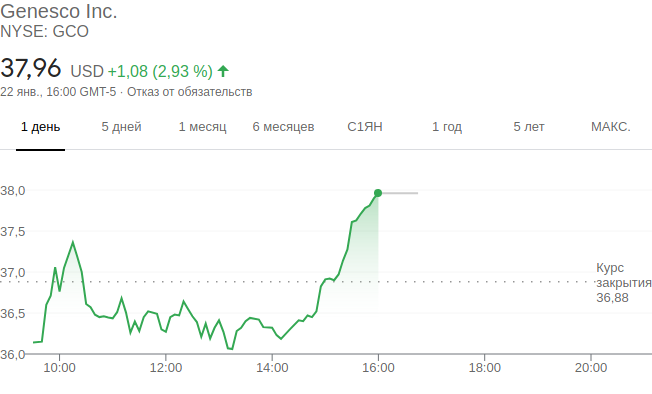 Genesco Inc.
NYSE: GCO
37,96 USD +1,08 (2,93 %)
22 янв., 16:00 GMT-5 · Отказ от обязательств
1 день 5 дней 1 месяц 6 месяцев С1ЯН 1 год 5 лет МАКС.
38,0
37,5
37,0
36,5
36,0
Курс
закрытия
36,88
10:00 12:00 14:00 16:00 18:00 20:00